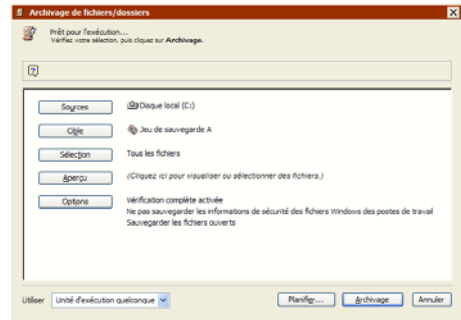 Archivage de fichiers/dossiers
Prêt pour l'exécution...
Vérifiez votre sélection, puis cliquez sur Archivage.
Sources
Disque local (C:)
Cible
Jeu de sauvegarde A
Sélection
Tous les fichiers
Aperçu
(Cliquez ici pour visualiser ou sélectionner des fichiers.)
Options
Vérification complète activée
Ne pas sauvegarder les informations de sécurité des fichiers Windows des postes de travail
Sauvegarder les fichiers ouverts
Utiliser Unité d'exécution quelconque Planifier... Archivage Annuler